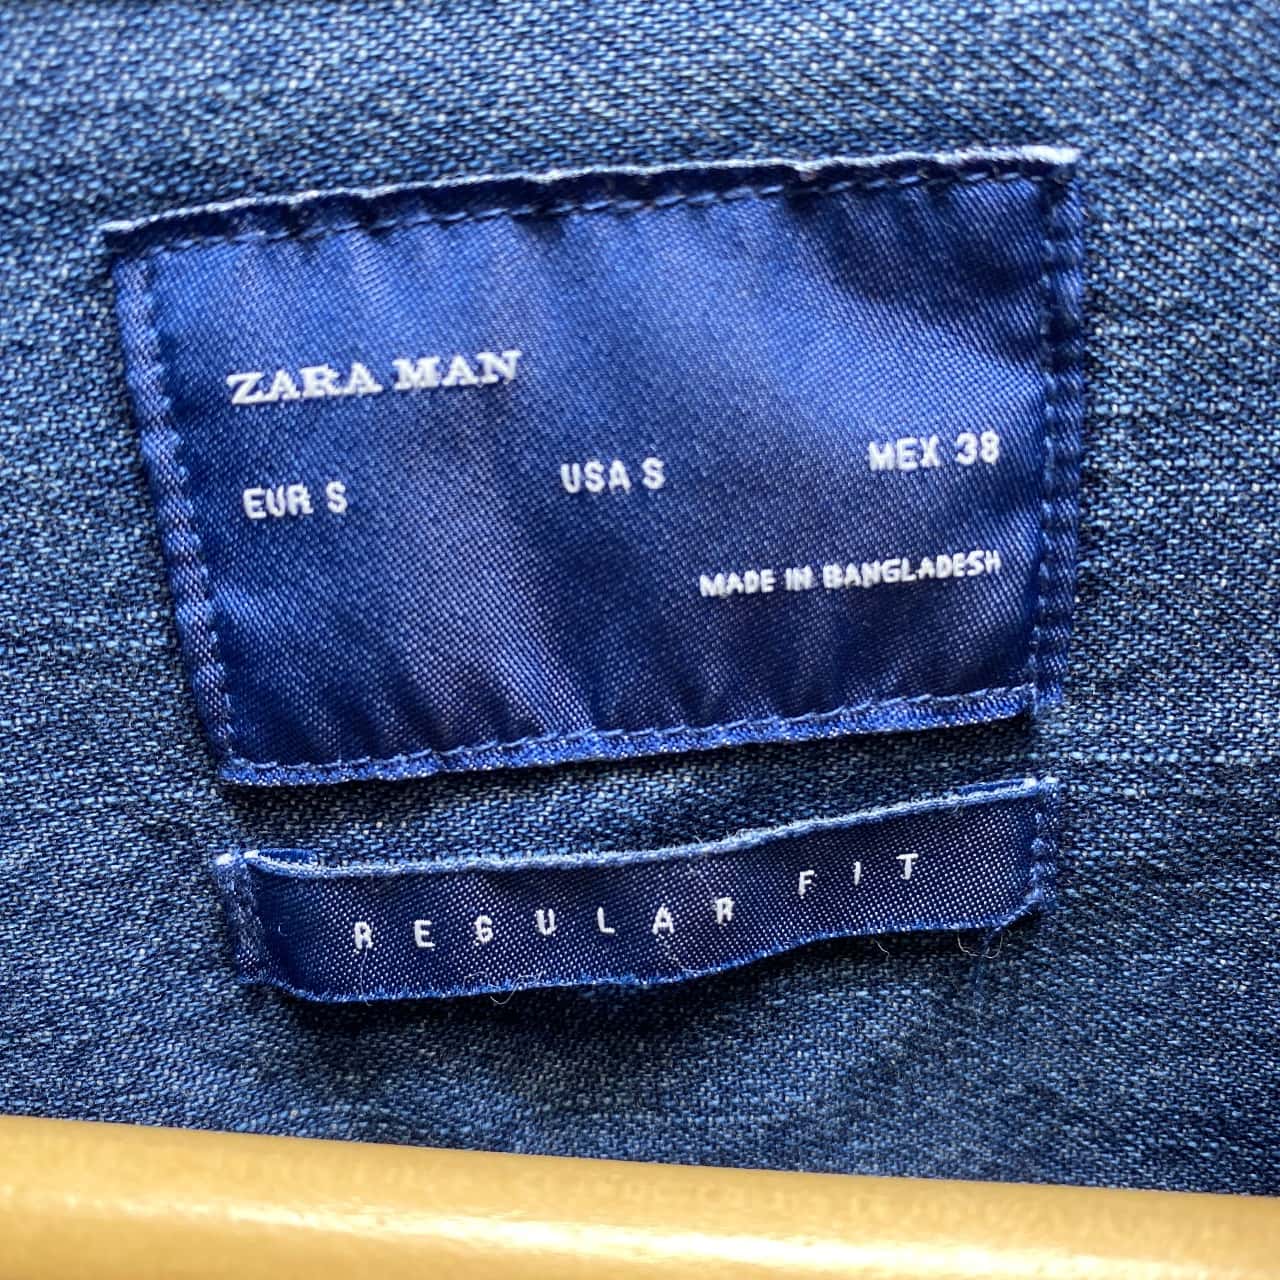 ZARA MAN
EUR S USA S MEX 38
MADE IN BANGLADESH
REGULAR FIT